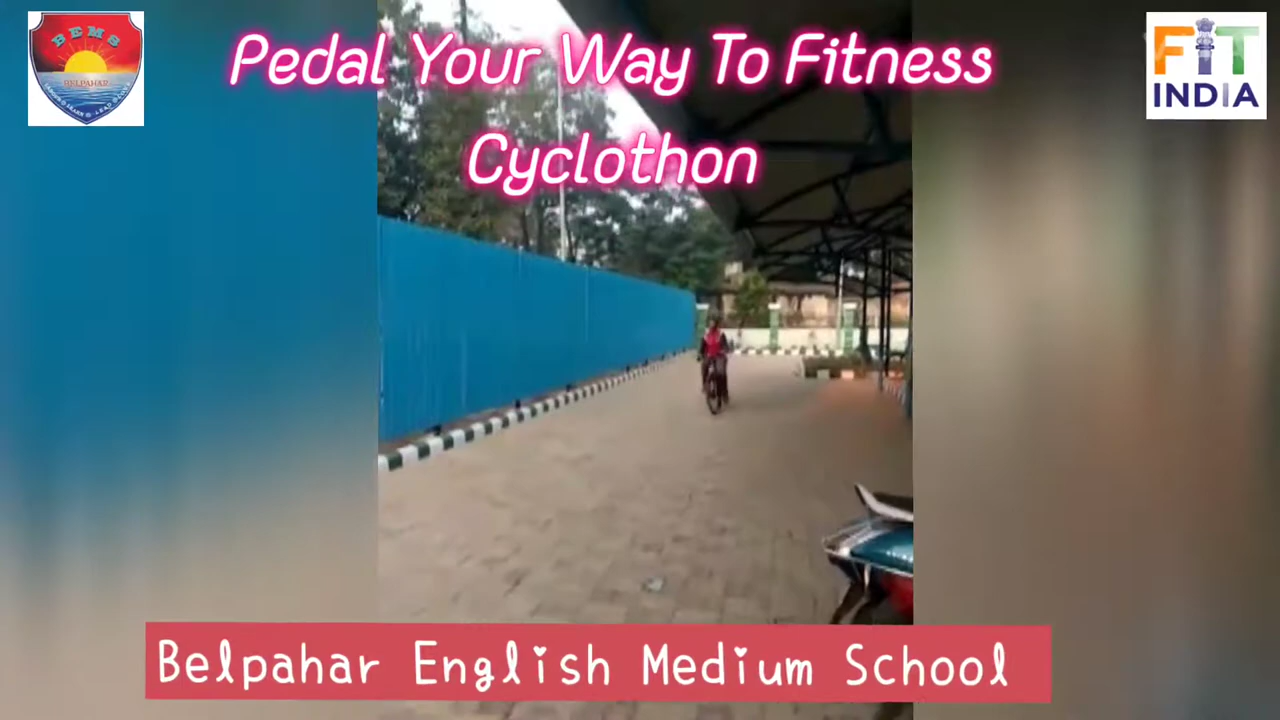 BEMS
BELPAHAR
Pedal Your Way To Fitness
Cyclothon
FIT
INDIA
Belpahar English Medium School